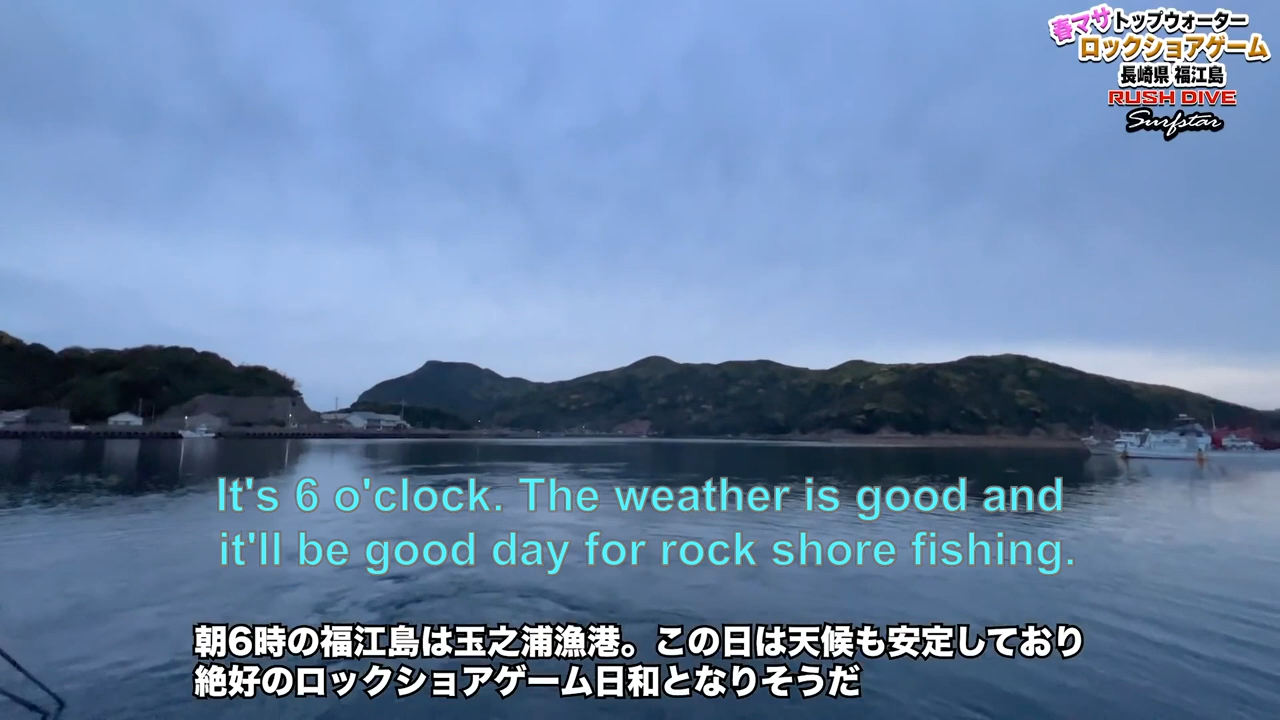 春マサトップウォーター
ロックショアゲーム
長崎県 福江島
RUSH DIVE
Surfstar
It's 6 o'clock. The weather is good and
it'll be good day for rock shore fishing.
朝6時の福江島は玉之浦漁港。この日は天候も安定しており
絶好のロックショアゲーム日和となりそうだ